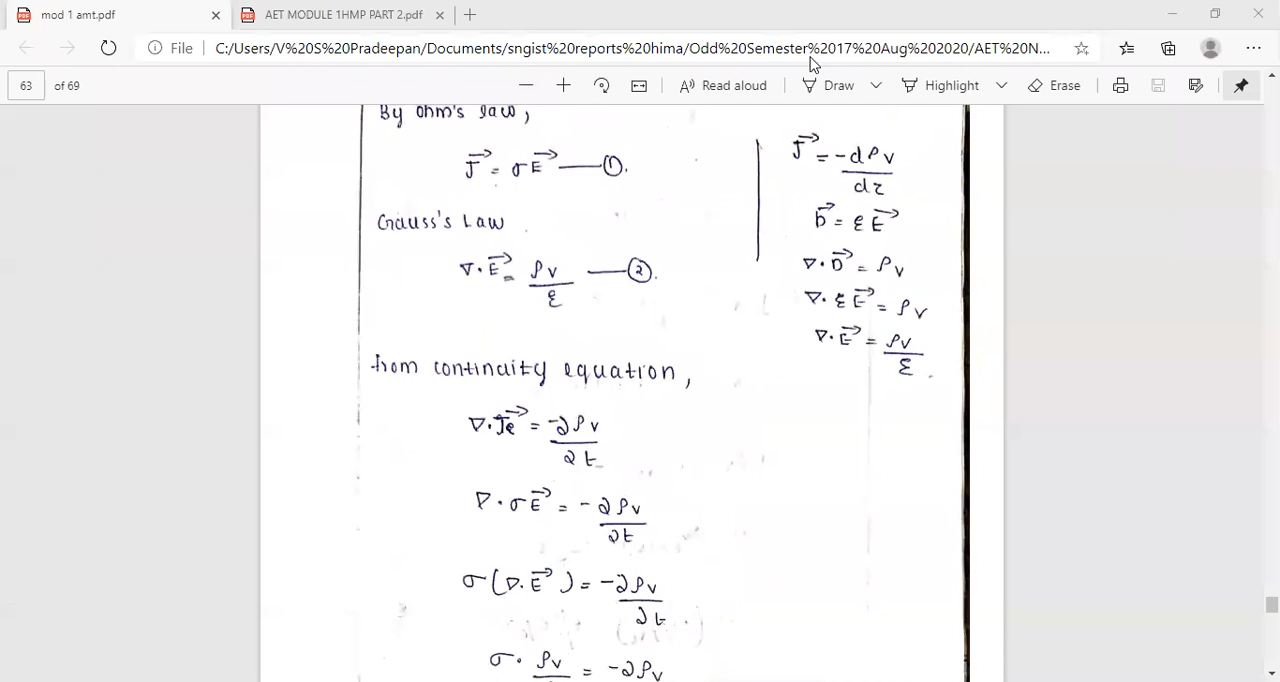 mod 1 amt.pdf
AET MODULE 1HMP PART 2.pdf
File
C:/Users/V%20S%20Pradeepan/Documents/sngist%20reports%20hima/Odd%20Semester%2017%20Aug%202020/AET%20N...
63 of 69
Read aloud
Draw
Highlight
Erase
By Ohm's law,
J⃗ = σE⃗ —— ①.
Gauss's Law
∇·E⃗ = ρv/ε —— ②.
from continuity equation,
∇·J⃗e = -∂ρv/∂t
∇·σE⃗ = -∂ρv/∂t
σ(∇·E⃗) = -∂ρv/∂t
σ· ρv = -∂ρv
J⃗ = -dρv/dz
D⃗ = εE⃗
∇·D⃗ = ρv
∇·εE⃗ = ρv
∇·E⃗ = ρv/ε.